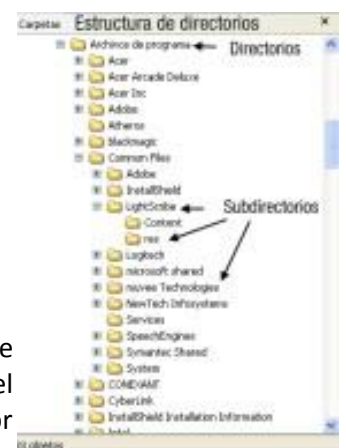 Carpetas Estructura de directorios ×
Archivos de programa Directorios
Acer
Acer Arcade Deluxe
Acer Inc
Adobe
Atheros
blackmagic
Common Files
Adobe
InstallShield
LightScribe Subdirectorios
Content
res
Logitech
microsoft shared
muvee Technologies
NewTech Infosystems
Services
SpeechEngines
Symantec Shared
System
CONEXANT
CyberLink
InstallShield Installation Information
Intel
objetos
e
el
or